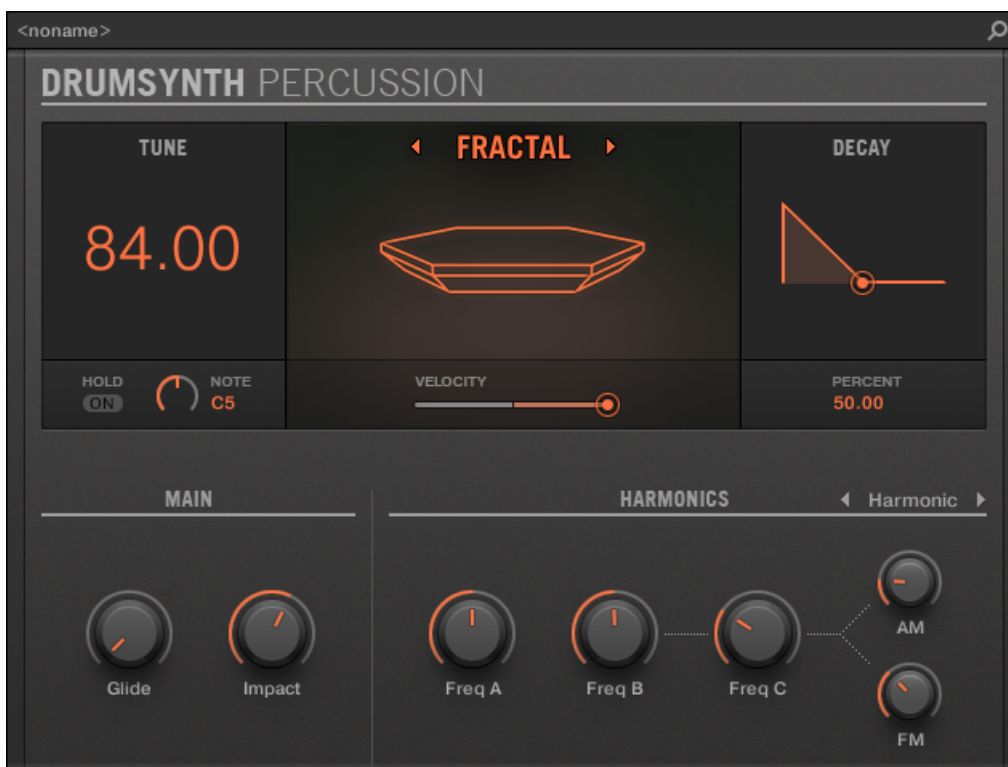 <noname>
DRUMSYNTH PERCUSSION
TUNE
FRACTAL
DECAY
84.00
HOLD
ON
NOTE
C5
VELOCITY
PERCENT
50.00
MAIN
HARMONICS
Harmonic
Glide
Impact
Freq A
Freq B
Freq C
AM
FM